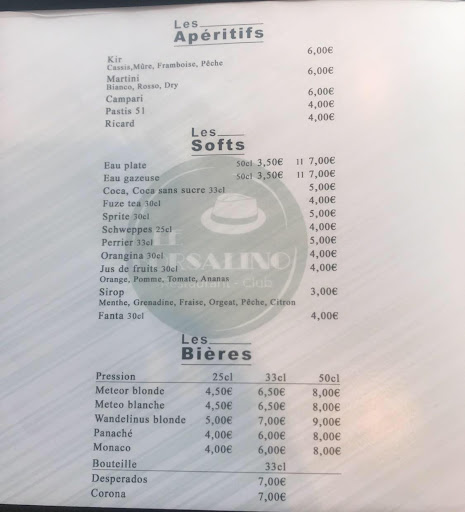 Les
Apéritifs
Kir 6,00€
Cassis,Mûre, Framboise, Pêche
Martini 6,00€
Bianco, Rosso, Dry
Campari 6,00€
Pastis 51 4,00€
Ricard 4,00€
Les
Softs
Eau plate 50cl 3,50€ 1l 7,00€
Eau gazeuse 50cl 3,50€ 1l 7,00€
Coca, Coca sans sucre 33cl 5,00€
Fuze tea 30cl 4,00€
Sprite 30cl 5,00€
Schweppes 25cl 4,00€
Perrier 33cl 5,00€
Orangina 30cl 4,00€
Jus de fruits 30cl 4,00€
Orange, Pomme, Tomate, Ananas
Sirop 3,00€
Menthe, Grenadine, Fraise, Orgeat, Pêche, Citron
Fanta 30cl 4,00€
LE
RSALINO
Club
Les
Bières
Pression 25cl 33cl 50cl
Meteor blonde 4,50€ 6,50€ 8,00€
Meteo blanche 4,50€ 6,50€ 8,00€
Wandelinus blonde 5,00€ 7,00€ 9,00€
Panaché 4,00€ 6,00€ 8,00€
Monaco 4,00€ 6,00€ 8,00€
Bouteille 33cl
Desperados 7,00€
Corona 7,00€